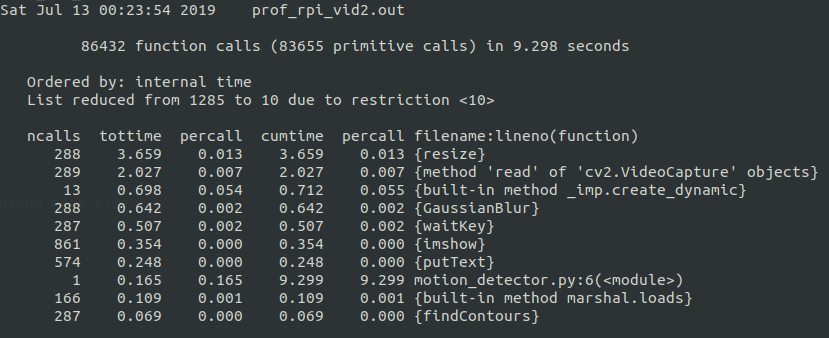 Sat Jul 13 00:23:54 2019    prof_rpi_vid2.out

         86432 function calls (83655 primitive calls) in 9.298 seconds

   Ordered by: internal time
   List reduced from 1285 to 10 due to restriction <10>

   ncalls  tottime  percall  cumtime  percall filename:lineno(function)
      288    3.659    0.013    3.659    0.013 {resize}
      289    2.027    0.007    2.027    0.007 {method 'read' of 'cv2.VideoCapture' objects}
       13    0.698    0.054    0.712    0.055 {built-in method _imp.create_dynamic}
      288    0.642    0.002    0.642    0.002 {GaussianBlur}
      287    0.507    0.002    0.507    0.002 {waitKey}
      861    0.354    0.000    0.354    0.000 {imshow}
      574    0.248    0.000    0.248    0.000 {putText}
        1    0.165    0.165    9.299    9.299 motion_detector.py:6(<module>)
      166    0.109    0.001    0.109    0.001 {built-in method marshal.loads}
      287    0.069    0.000    0.069    0.000 {findContours}